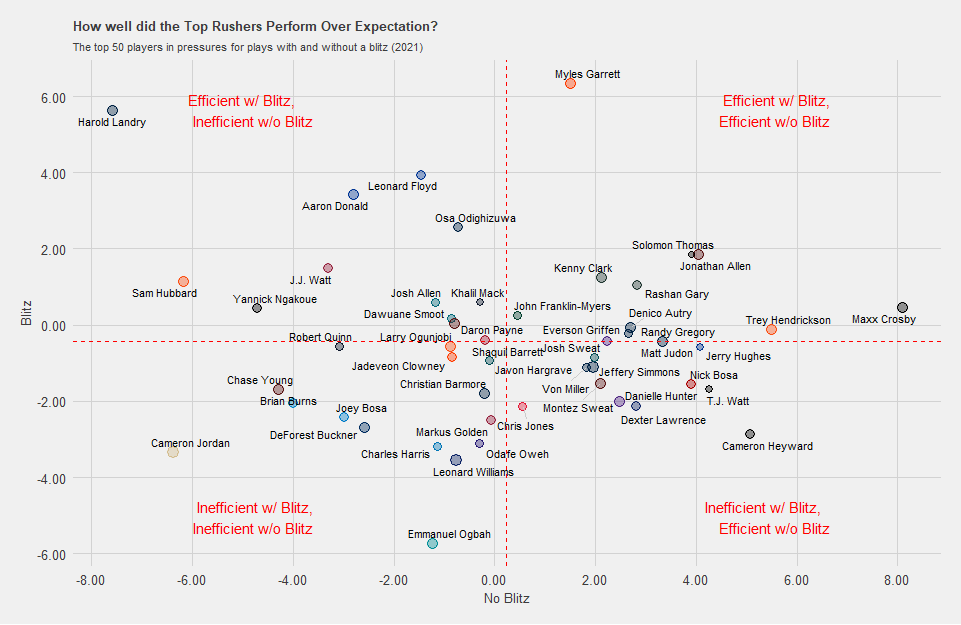 How well did the Top Rushers Perform Over Expectation?
The top 50 players in pressures for plays with and without a blitz (2021)
Myles Garrett
6.00
Efficient w/ Blitz,
Inefficient w/o Blitz
Efficient w/ Blitz,
Efficient w/o Blitz
Harold Landry
4.00
Leonard Floyd
Aaron Donald
Osa Odighizuwa
2.00
Solomon Thomas
Jonathan Allen
Kenny Clark
J.J. Watt
Sam Hubbard
Rashan Gary
Yannick Ngakoue
Josh Allen
Khalil Mack
John Franklin-Myers
Dawuane Smoot
Denico Autry
Trey Hendrickson
Maxx Crosby
Blitz
0.00
Daron Payne
Everson Griffen
Randy Gregory
Robert Quinn
Larry Ogunjobi
Shaquil Barrett
Josh Sweat
Matt Judon
Jerry Hughes
Jadeveon Clowney
Javon Hargrave
Jeffery Simmons
Nick Bosa
Chase Young
Christian Barmore
Von Miller
Danielle Hunter
T.J. Watt
Brian Burns
-2.00
Joey Bosa
Montez Sweat
Dexter Lawrence
DeForest Buckner
Markus Golden
Chris Jones
Cameron Jordan
Cameron Heyward
Charles Harris
Odafe Oweh
Leonard Williams
-4.00
Inefficient w/ Blitz,
Inefficient w/o Blitz
Inefficient w/ Blitz,
Efficient w/o Blitz
Emmanuel Ogbah
-6.00
-8.00
-6.00
-4.00
-2.00
0.00
2.00
4.00
6.00
8.00
No Blitz